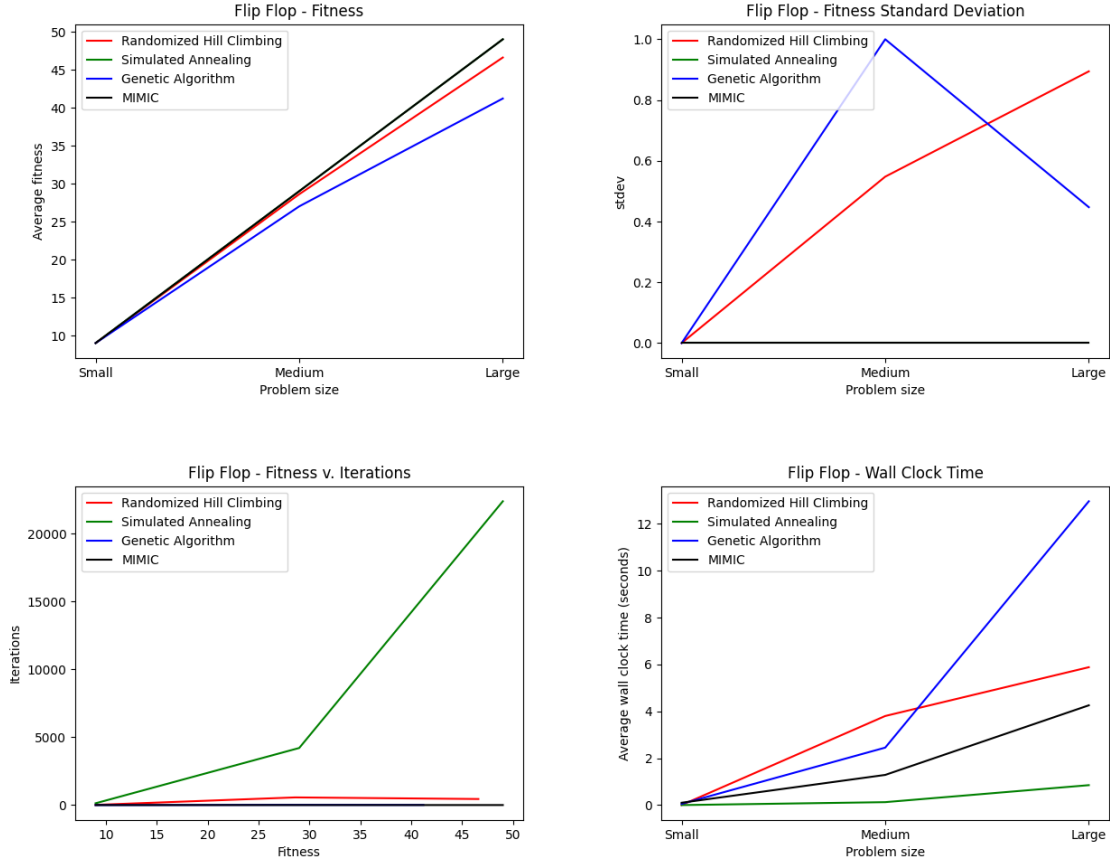 Flip Flop - Fitness
Randomized Hill Climbing
Simulated Annealing
Genetic Algorithm
MIMIC
50
45
40
35
30
25
20
15
10
Average fitness
Small
Medium
Large
Problem size
Flip Flop - Fitness Standard Deviation
Randomized Hill Climbing
Simulated Annealing
Genetic Algorithm
MIMIC
1.0
0.8
0.6
0.4
0.2
0.0
stdev
Small
Medium
Large
Problem size
Flip Flop - Fitness v. Iterations
Randomized Hill Climbing
Simulated Annealing
Genetic Algorithm
MIMIC
20000
15000
10000
5000
0
Iterations
10
15
20
25
30
35
40
45
50
Fitness
Flip Flop - Wall Clock Time
Randomized Hill Climbing
Simulated Annealing
Genetic Algorithm
MIMIC
12
10
8
6
4
2
0
Average wall clock time (seconds)
Small
Medium
Large
Problem size